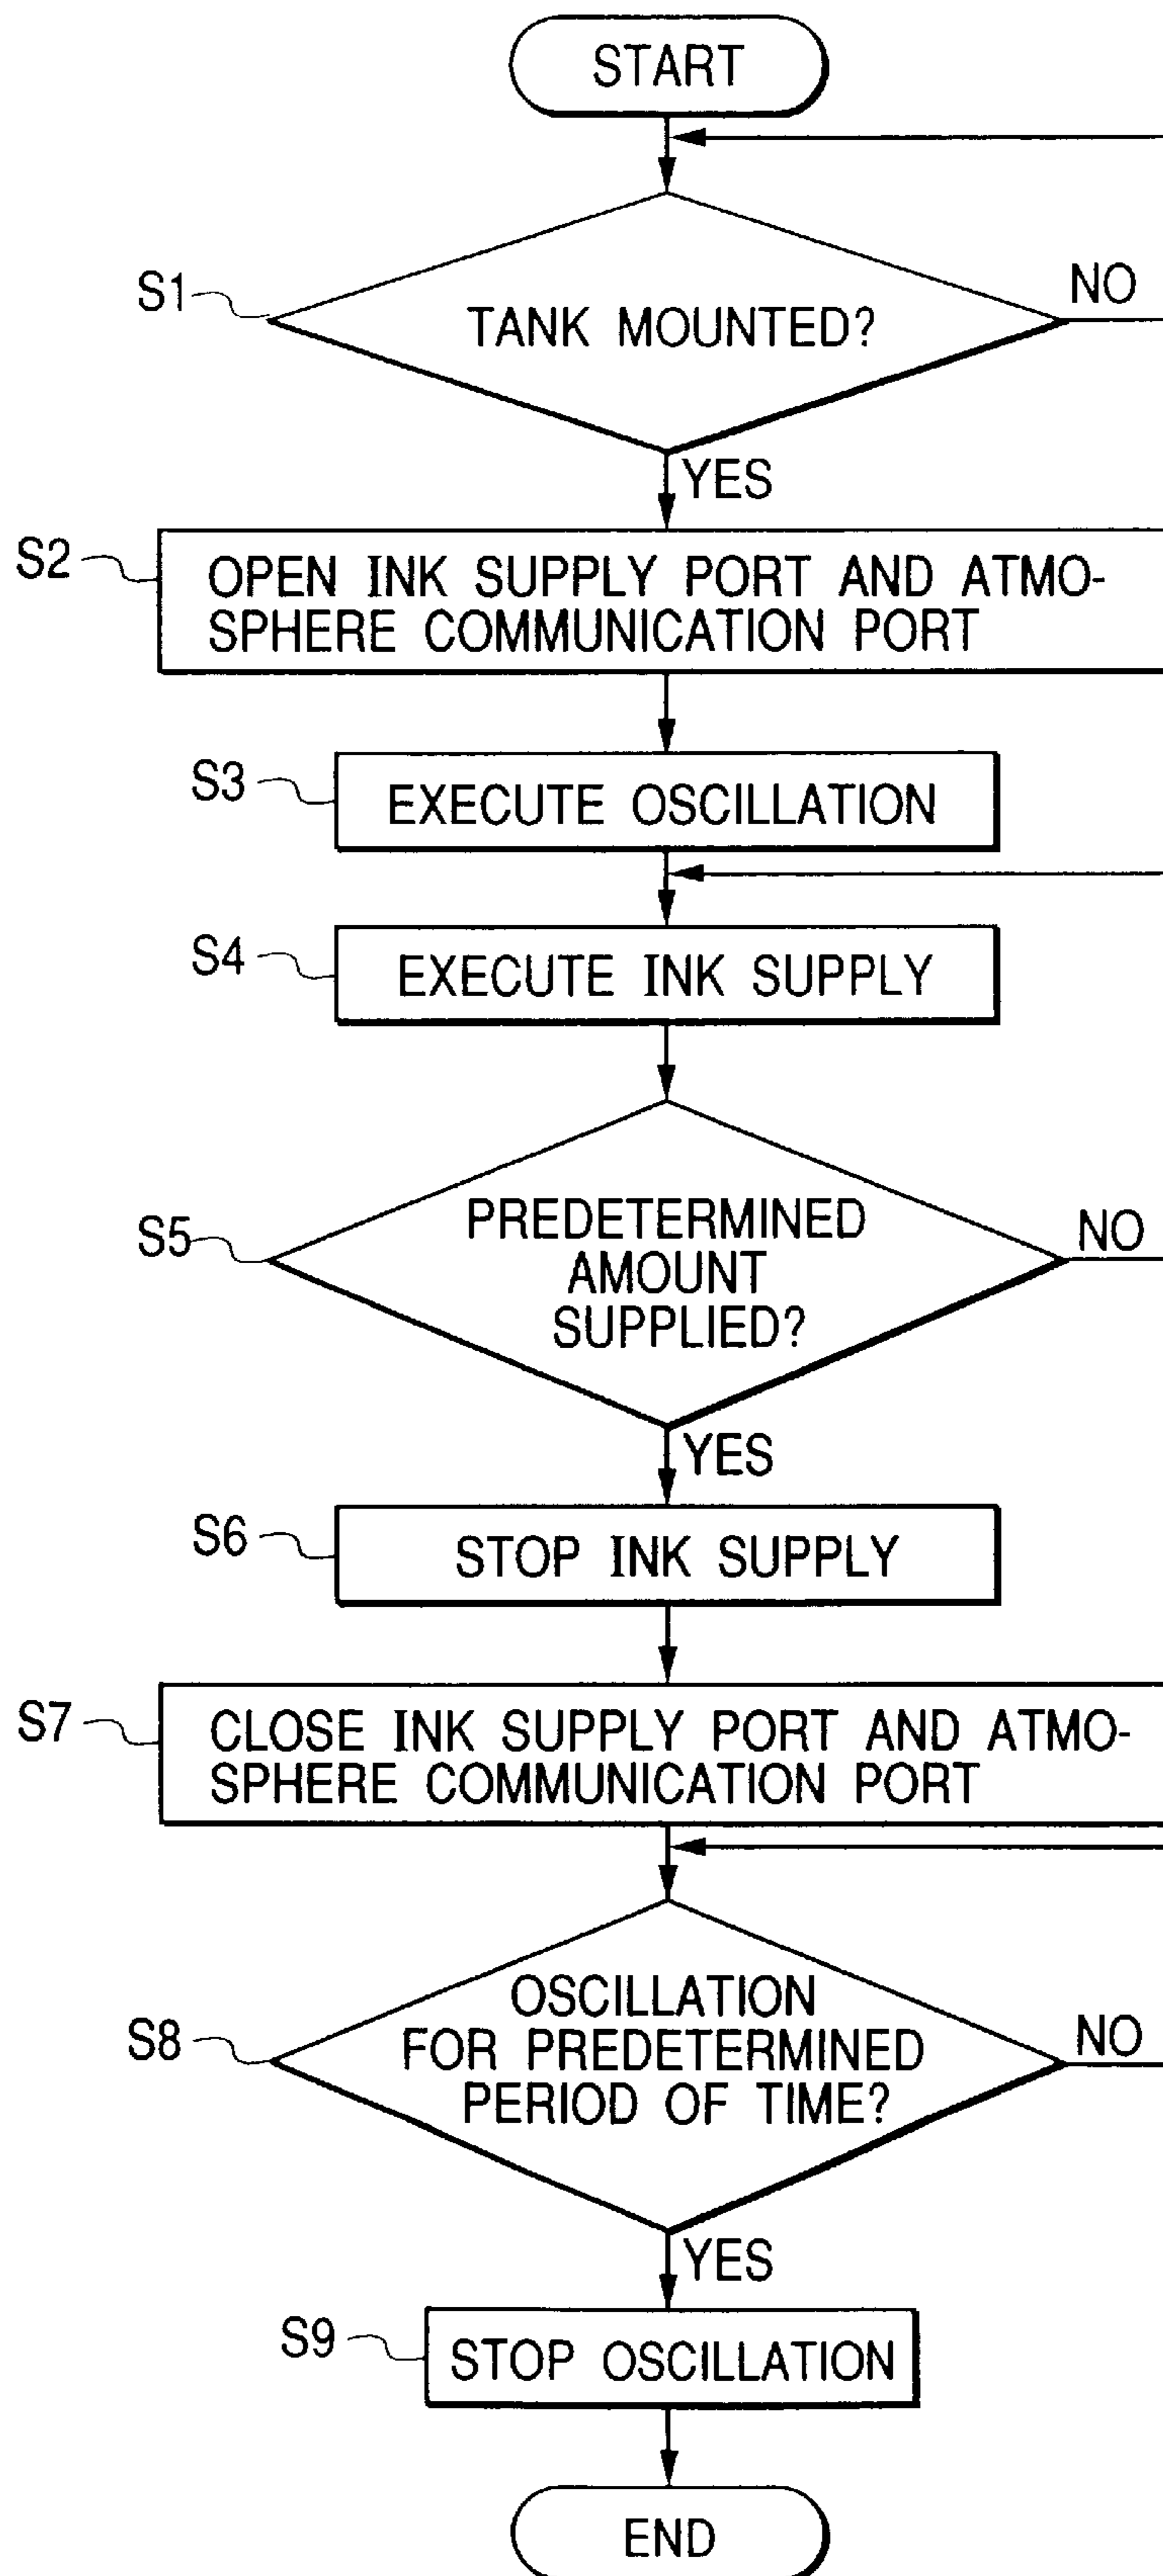 START
S1
TANK MOUNTED?
NO
YES
S2
OPEN INK SUPPLY PORT AND ATMO-
SPHERE COMMUNICATION PORT
S3
EXECUTE OSCILLATION
S4
EXECUTE INK SUPPLY
S5
PREDETERMINED
AMOUNT
SUPPLIED?
NO
YES
S6
STOP INK SUPPLY
S7
CLOSE INK SUPPLY PORT AND ATMO-
SPHERE COMMUNICATION PORT
S8
OSCILLATION
FOR PREDETERMINED
PERIOD OF TIME?
NO
YES
S9
STOP OSCILLATION
END